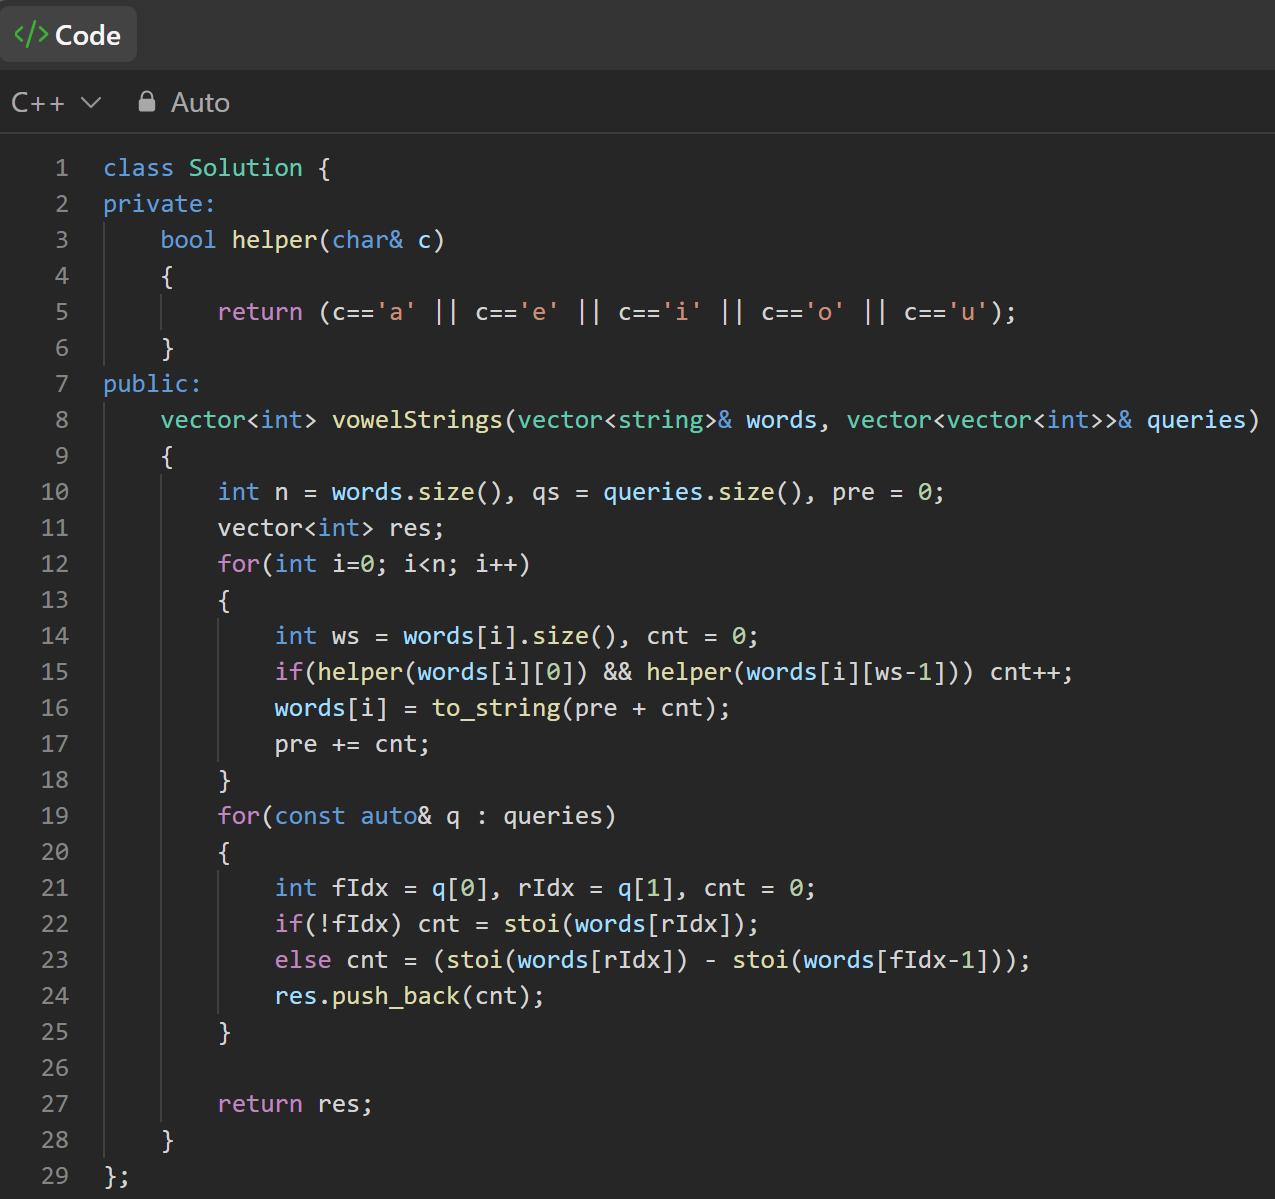 </> Code
C++ Auto
1 class Solution {
2 private:
3     bool helper(char& c)
4     {
5         return (c=='a' || c=='e' || c=='i' || c=='o' || c=='u');
6     }
7 public:
8     vector<int> vowelStrings(vector<string>& words, vector<vector<int>>& queries)
9     {
10         int n = words.size(), qs = queries.size(), pre = 0;
11         vector<int> res;
12         for(int i=0; i<n; i++)
13         {
14             int ws = words[i].size(), cnt = 0;
15             if(helper(words[i][0]) && helper(words[i][ws-1])) cnt++;
16             words[i] = to_string(pre + cnt);
17             pre += cnt;
18         }
19         for(const auto& q : queries)
20         {
21             int fIdx = q[0], rIdx = q[1], cnt = 0;
22             if(!fIdx) cnt = stoi(words[rIdx]);
23             else cnt = (stoi(words[rIdx]) - stoi(words[fIdx-1]));
24             res.push_back(cnt);
25         }
26
27         return res;
28     }
29 };